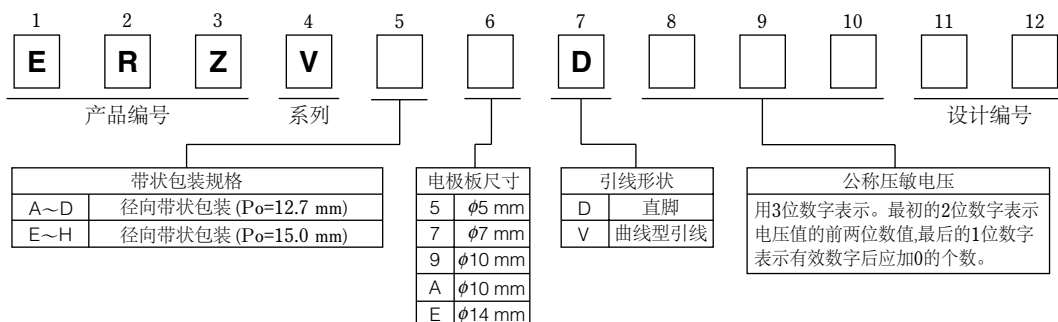 1 2 3 4 5 6 7 8 9 10 11 12
E R Z V D
产品编号 系列 设计编号
带状包装规格
A～D 径向带状包装 (Po=12.7 mm)
E～H 径向带状包装 (Po=15.0 mm)
电极板尺寸
5 ϕ5 mm
7 ϕ7 mm
9 ϕ10 mm
A ϕ10 mm
E ϕ14 mm
引线形状
D 直脚
V 曲线型引线
公称压敏电压
用3位数字表示。最初的2位数字表示
电压值的前两位数值,最后的1位数字
表示有效数字后应加0的个数。